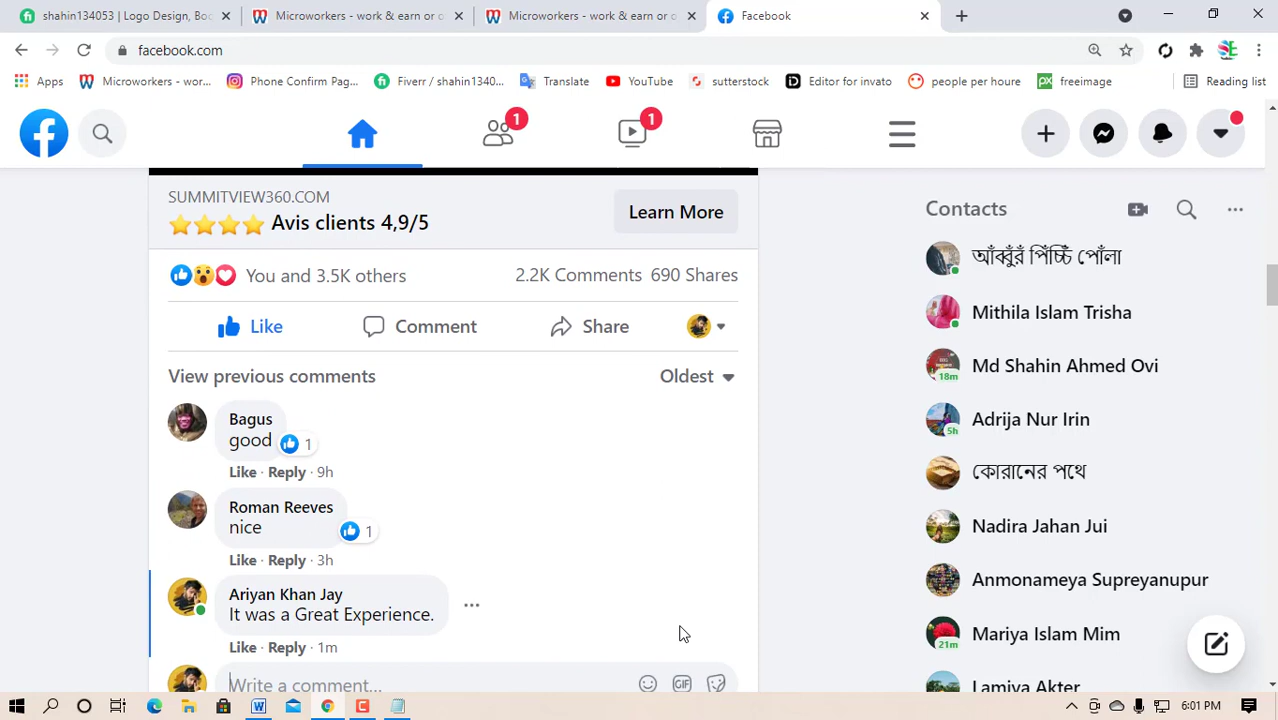 shahin134053 | Logo Design, Boo
Microworkers - work & earn or o
Microworkers - work & earn or o
Facebook
facebook.com
Apps
Microworkers - wor...
Phone Confirm Pag...
Fiverr / shahin1340...
Translate
YouTube
sutterstock
Editor for invato
people per houre
freeimage
Reading list
1
1
SUMMITVIEW360.COM
Avis clients 4,9/5
Learn More
You and 3.5K others
2.2K Comments 690 Shares
Like
Comment
Share
View previous comments
Oldest
Bagus
good
1
Like · Reply · 9h
Roman Reeves
nice
1
Like · Reply · 3h
Ariyan Khan Jay
It was a Great Experience.
Like · Reply · 1m
Write a comment...
GIF
Contacts
আঁব্বুঁরঁ পিঁচ্চিঁ পোঁলা
Mithila Islam Trisha
Md Shahin Ahmed Ovi
18m
Adrija Nur Irin
5h
কোরানের পথে
Nadira Jahan Jui
Anmonameya Supreyanupur
Mariya Islam Mim
21m
Lamiya Akter
6:01 PM